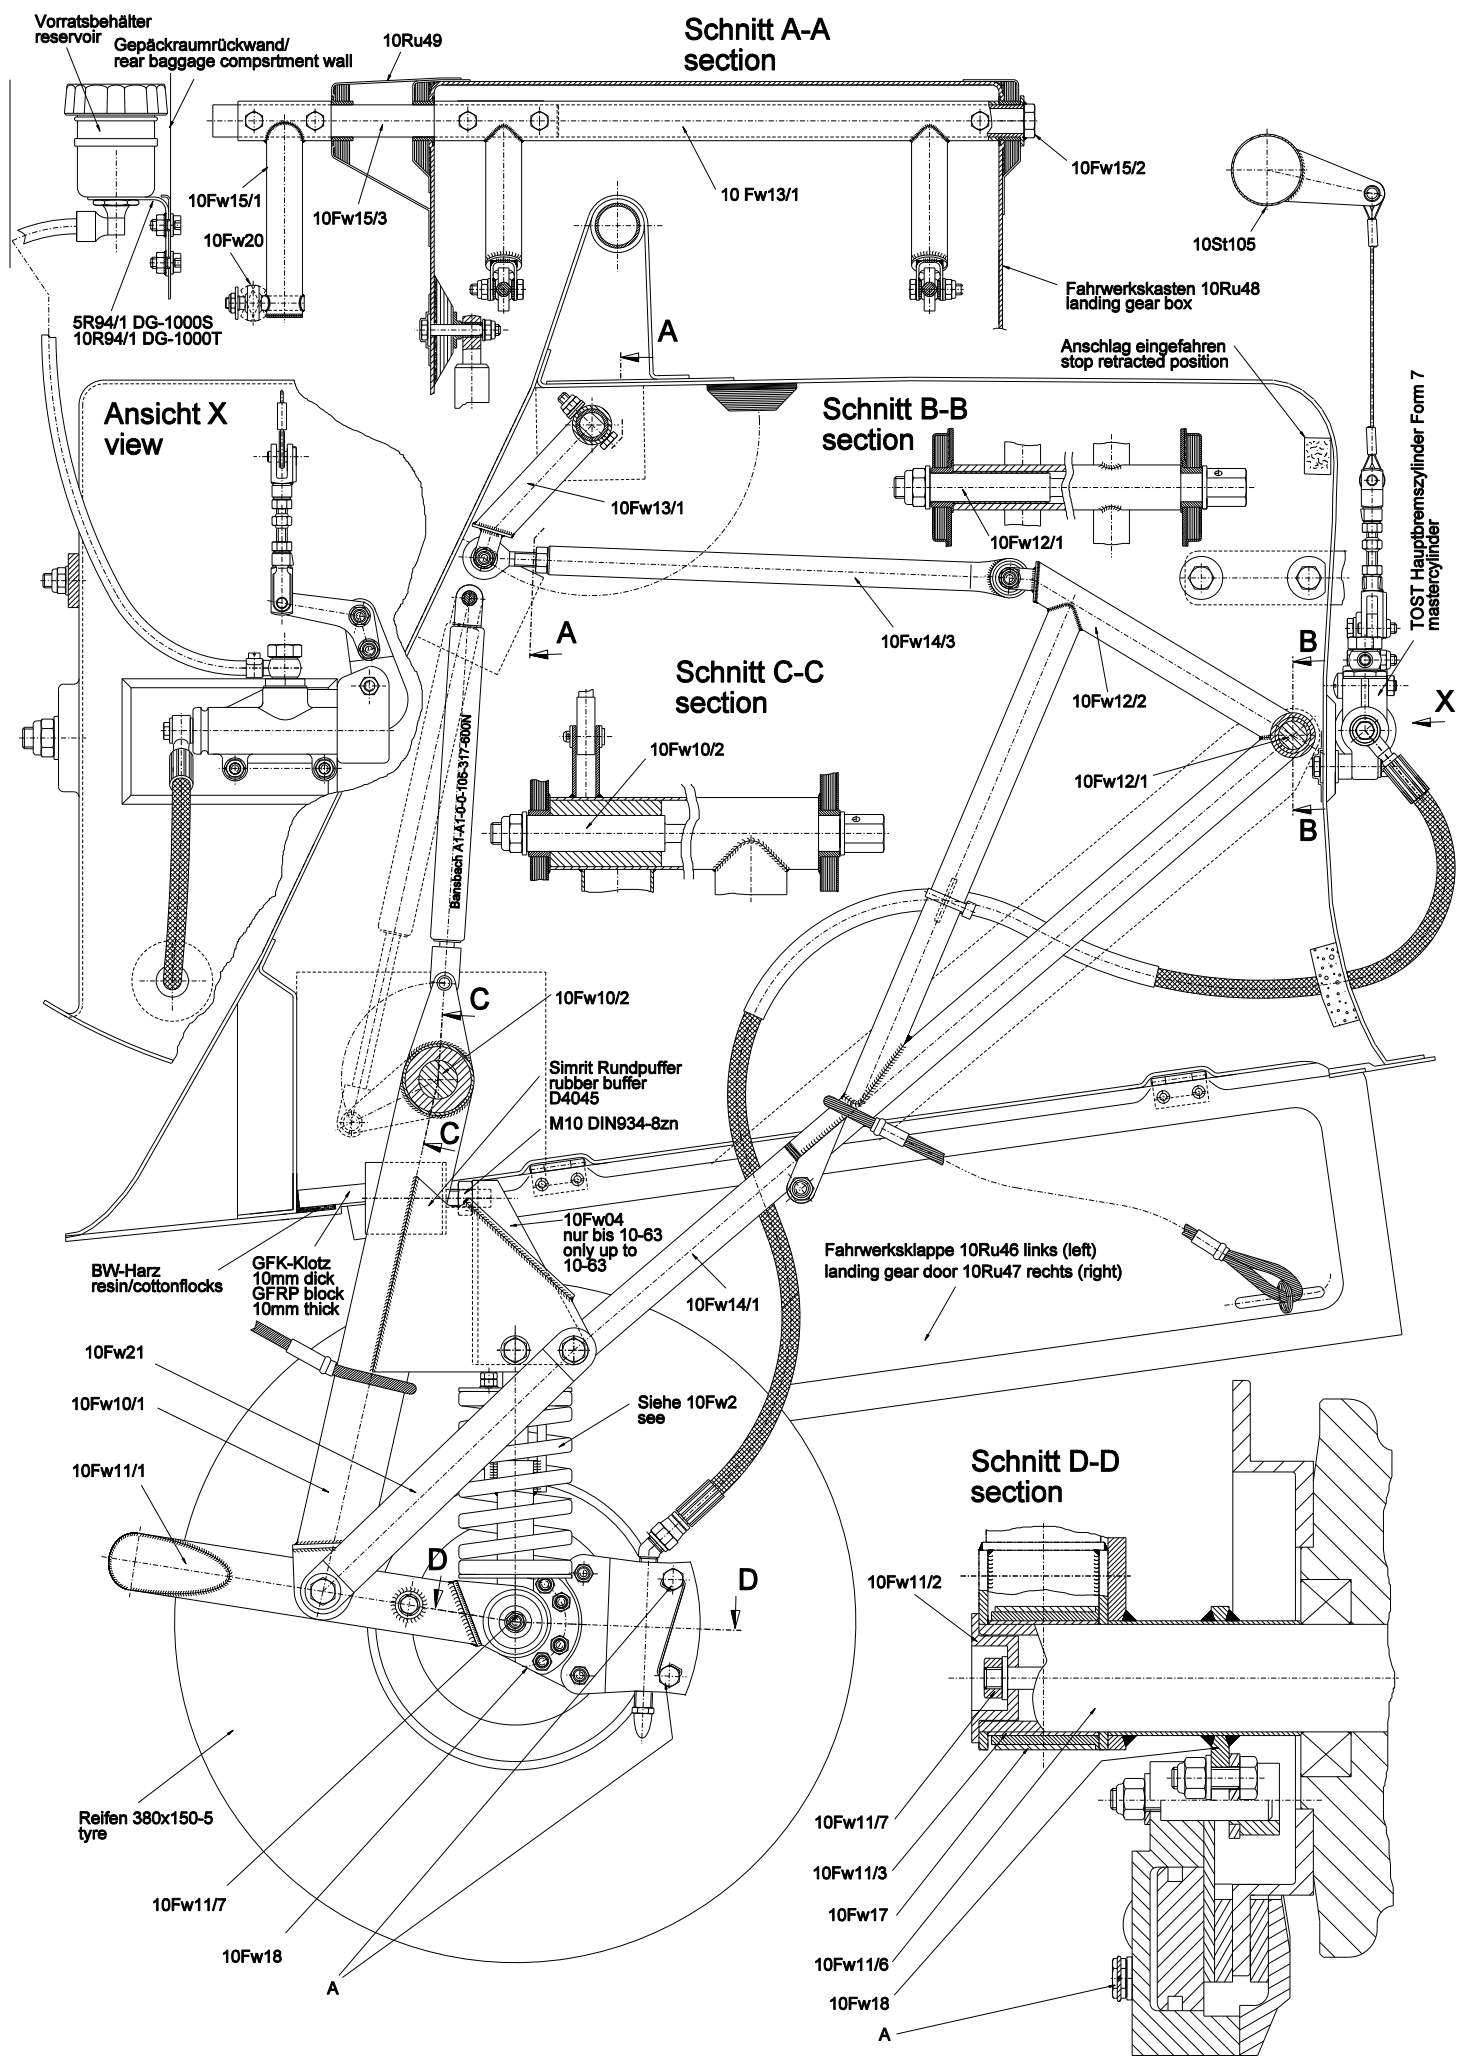 Vorratsbehälter
reservoir
Gepäckraumrückwand/
rear baggage compsrtment wall
10Ru49
Schnitt A-A
section
10Fw15/1
10Fw15/3
10 Fw13/1
10Fw15/2
10Fw20
10St105
5R94/1 DG-1000S
10R94/1 DG-1000T
Fahrwerkskasten 10Ru48
landing gear box
A
Anschlag eingefahren
stop retracted position
TOST Hauptbremszylinder Form 7
mastercylinder
Ansicht X
view
Schnitt B-B
section
10Fw13/1
10Fw12/1
A
10Fw14/3
B
Schnitt C-C
section
10Fw12/2
X
Bansbach A1-A1-0-0-105-317-600N
10Fw10/2
10Fw12/1
B
C
10Fw10/2
Simrit Rundpuffer
rubber buffer
D4045
C
M10 DIN934-8zn
10Fw04
nur bis 10-63
only up to
10-63
BW-Harz
resin/cottonflocks
GFK-Klotz
10mm dick
GFRP block
10mm thick
Fahrwerksklappe 10Ru46 links (left)
landing gear door 10Ru47 rechts (right)
10Fw14/1
10Fw21
10Fw10/1
Siehe 10Fw2
see
10Fw11/1
Schnitt D-D
section
D
D
10Fw11/2
Reifen 380x150-5
tyre
10Fw11/7
10Fw11/3
10Fw11/7
10Fw17
10Fw18
10Fw11/6
A
10Fw18
A